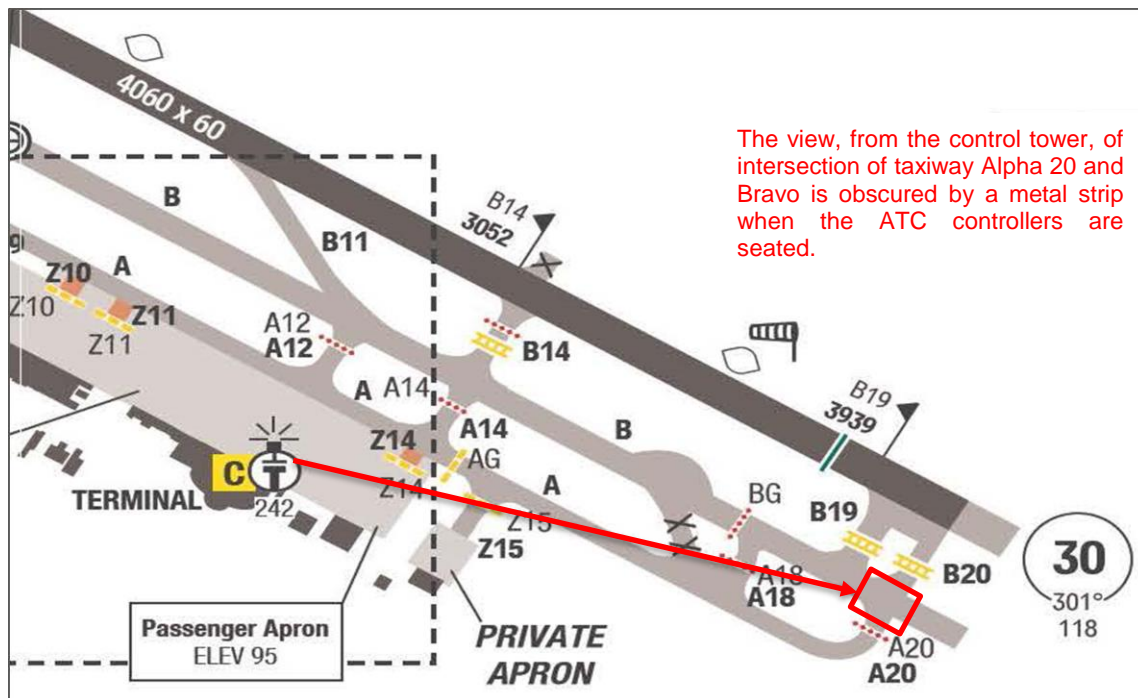 4060 x 60
The view, from the control tower, of
intersection of taxiway Alpha 20 and
Bravo is obscured by a metal strip
when the ATC controllers are
seated.
B
B14
3052
B11
9
A
Z10
Z10
Z11
Z11
A12
A12
B14
A
A14
A14
B19
3939
B
Z14
Z14
AG
A
C
TERMINAL
242
BG
B19
Z15
Z15
A18
A18
B20
30
301°
118
Passenger Apron
ELEV 95
PRIVATE
APRON
A20
A20